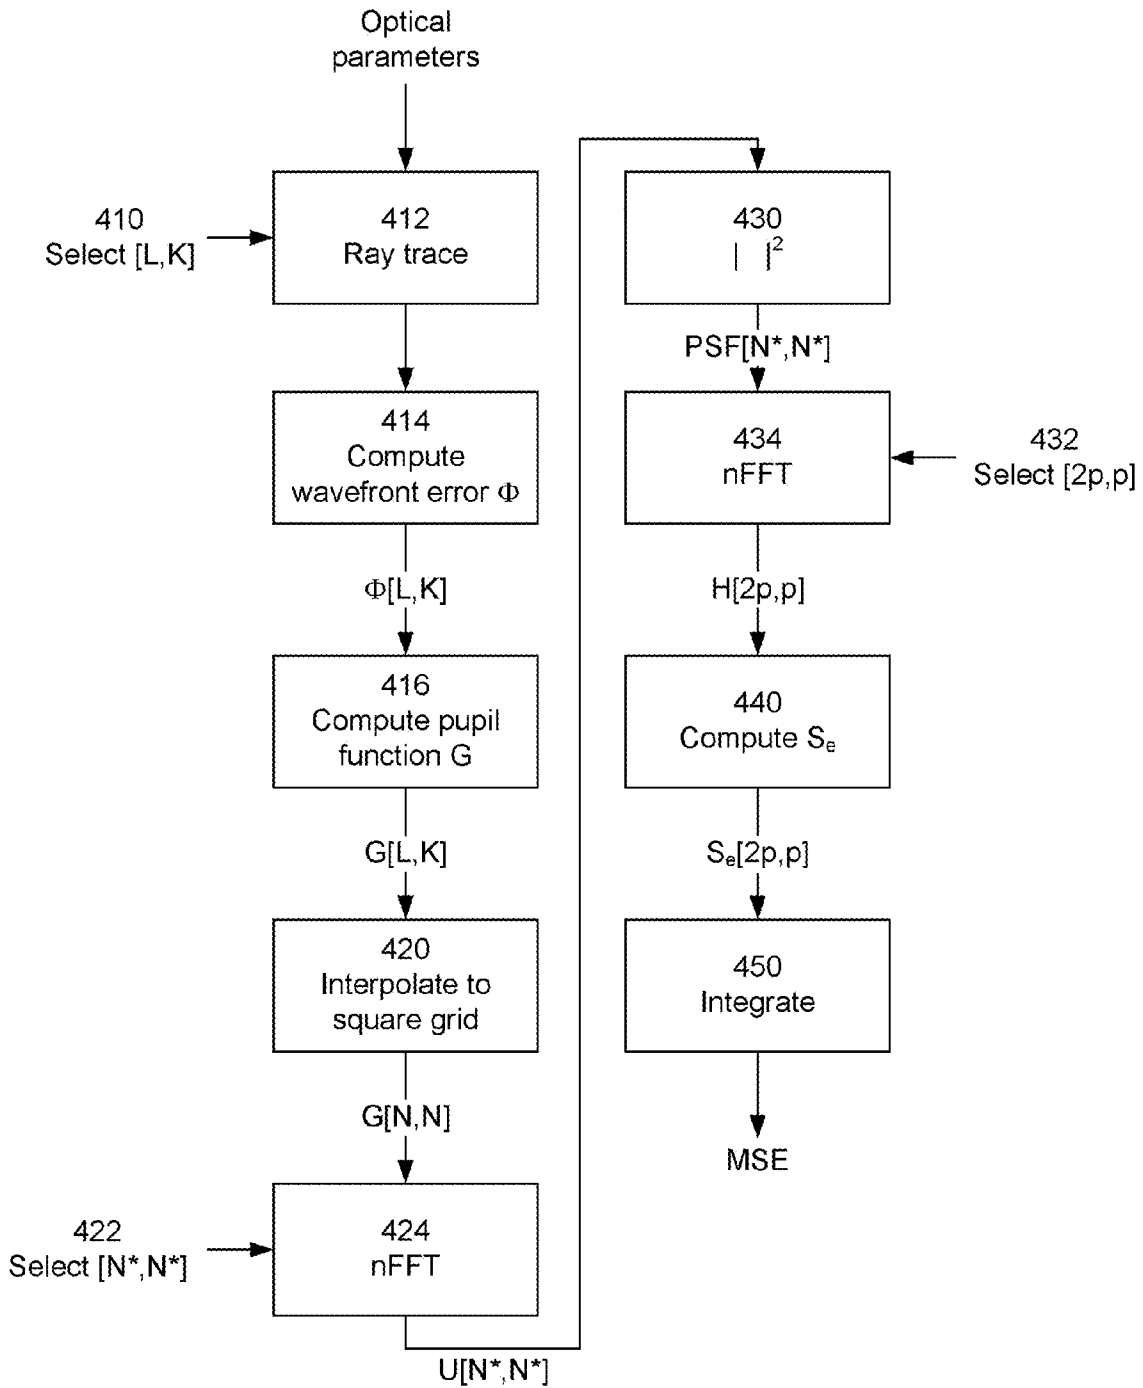 Optical
parameters
410
Select [L,K]
412
Ray trace
414
Compute
wavefront error Φ
Φ[L,K]
416
Compute pupil
function G
G[L,K]
420
Interpolate to
square grid
G[N,N]
422
Select [N*,N*]
424
nFFT
U[N*,N*]
430
| |²
PSF[N*,N*]
434
nFFT
432
Select [2p,p]
H[2p,p]
440
Compute Sₑ
Sₑ[2p,p]
450
Integrate
MSE